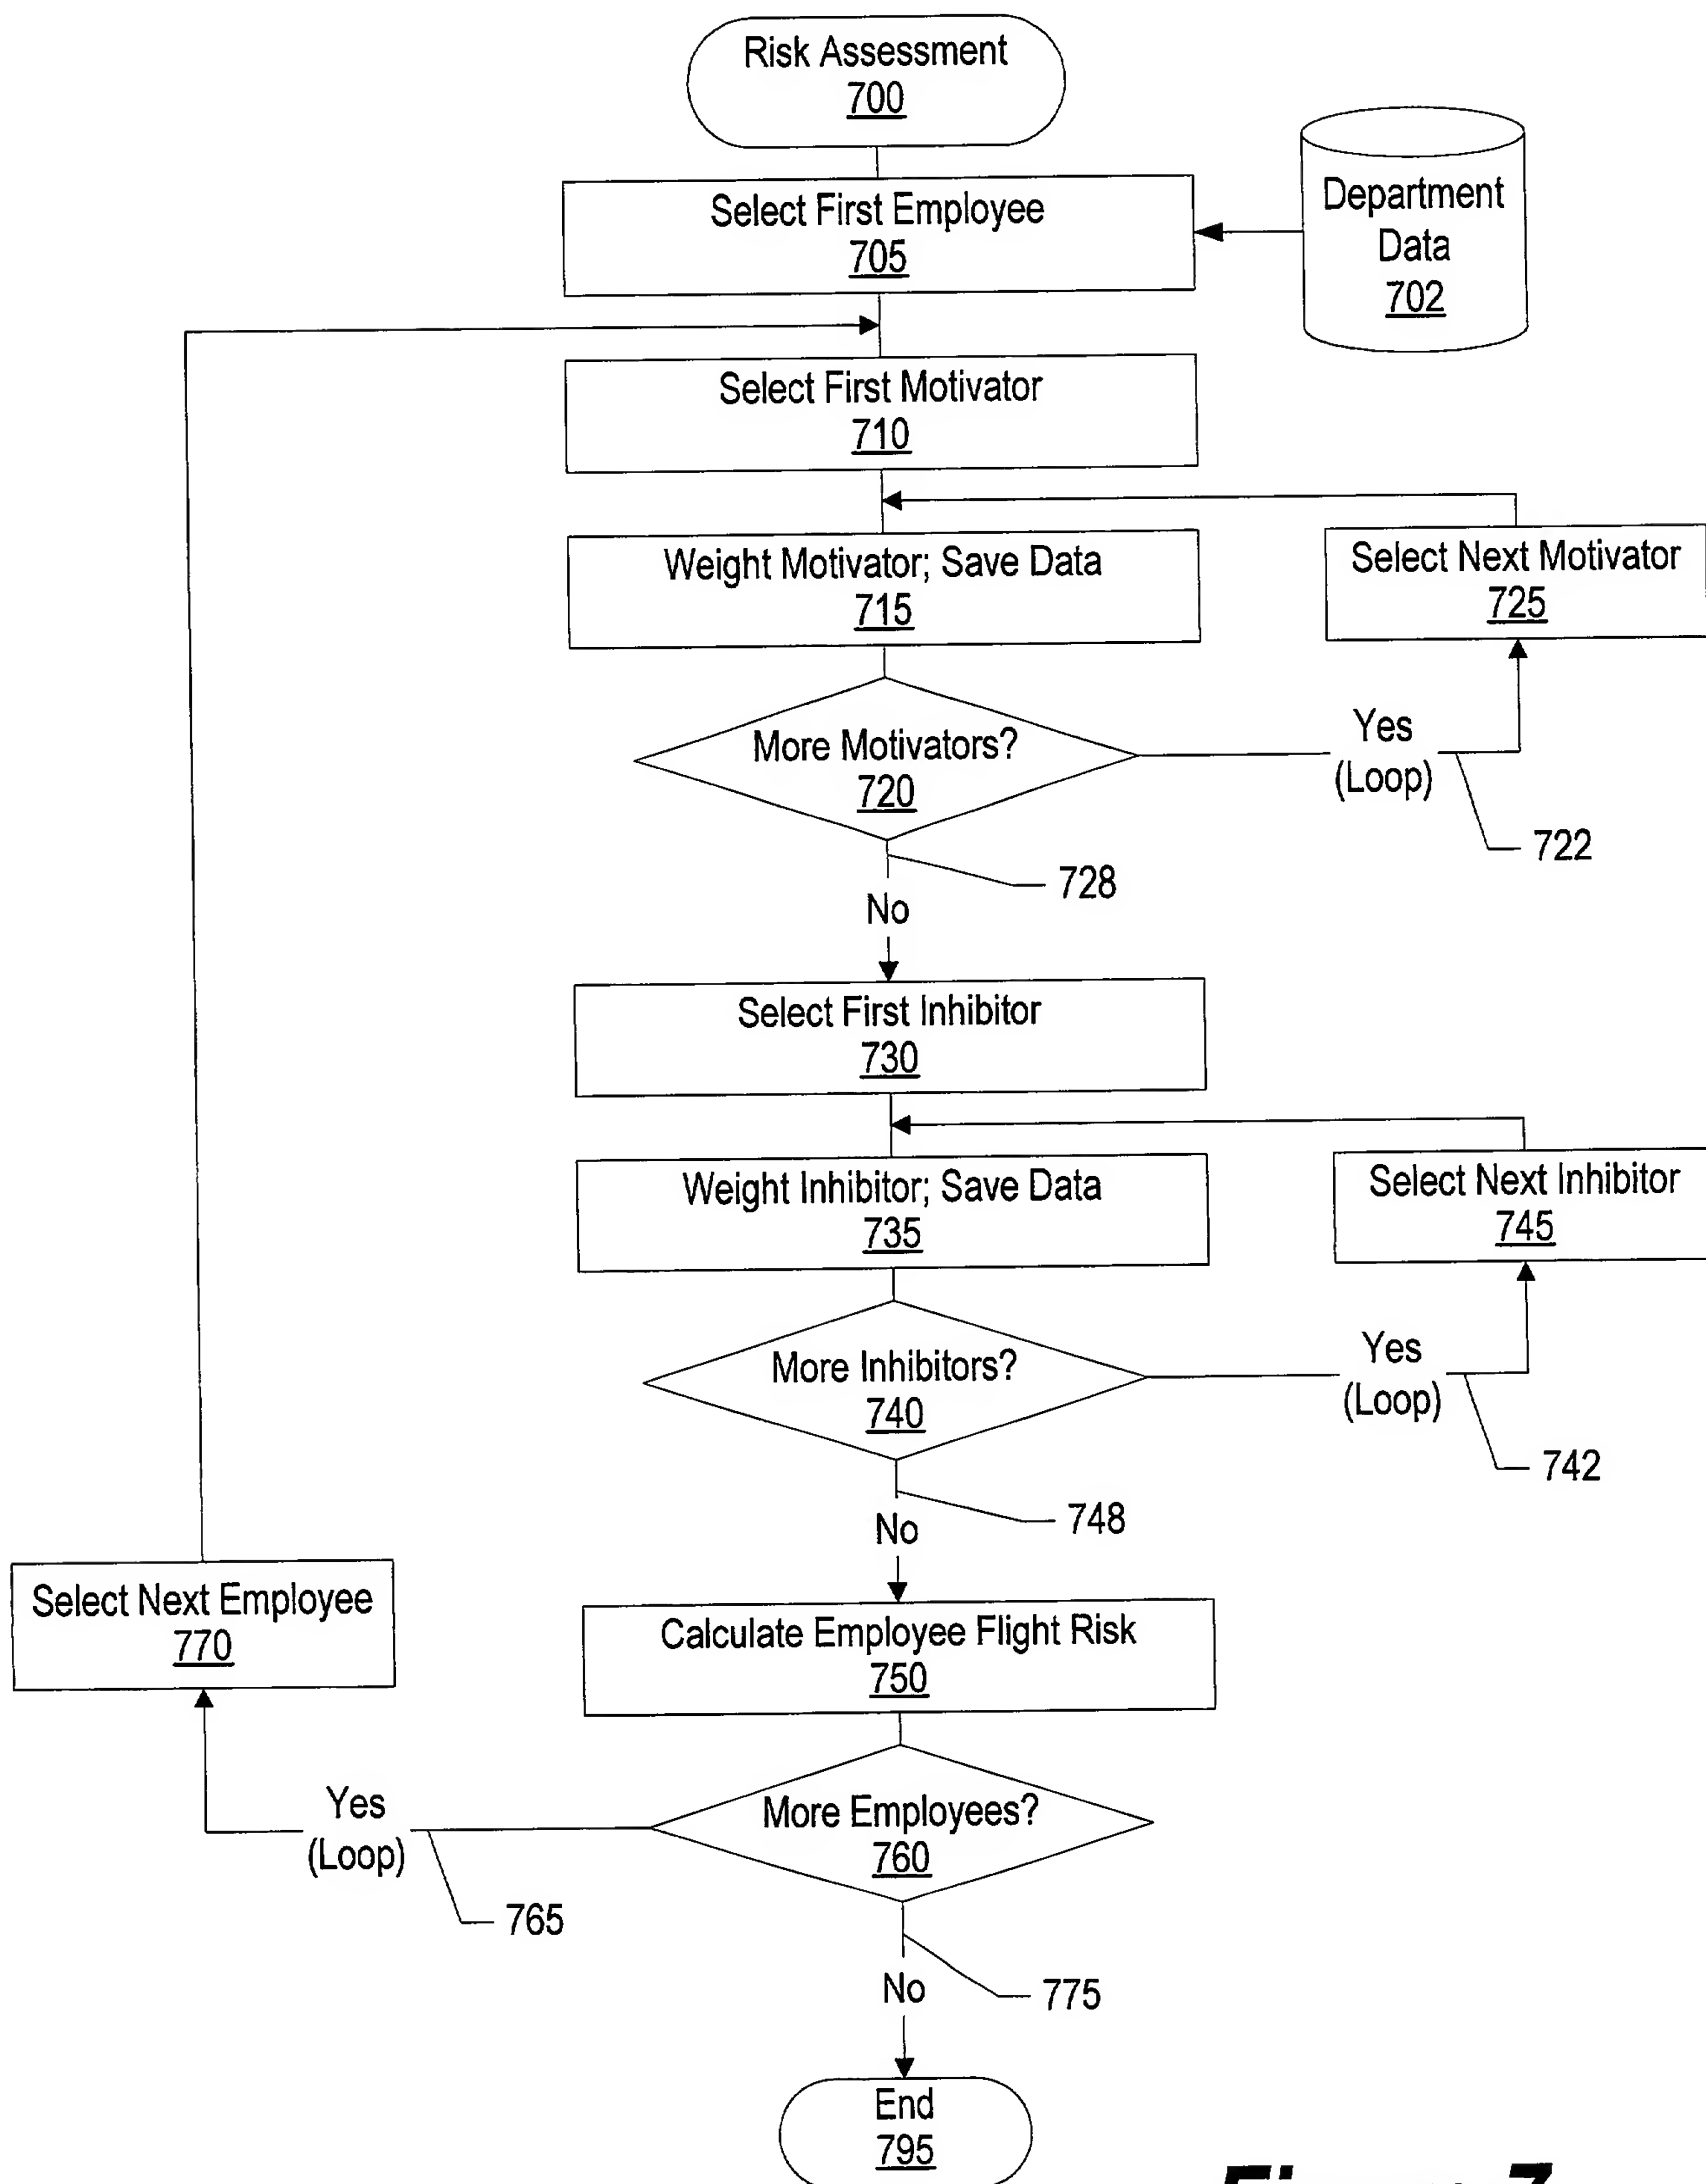 Risk Assessment
700
Select First Employee
705
Department
Data
702
Select First Motivator
710
Weight Motivator; Save Data
715
Select Next Motivator
725
More Motivators?
720
Yes
(Loop)
722
728
No
Select First Inhibitor
730
Weight Inhibitor; Save Data
735
Select Next Inhibitor
745
More Inhibitors?
740
Yes
(Loop)
742
748
No
Select Next Employee
770
Calculate Employee Flight Risk
750
Yes
(Loop)
765
More Employees?
760
775
No
End
795
Figure 7